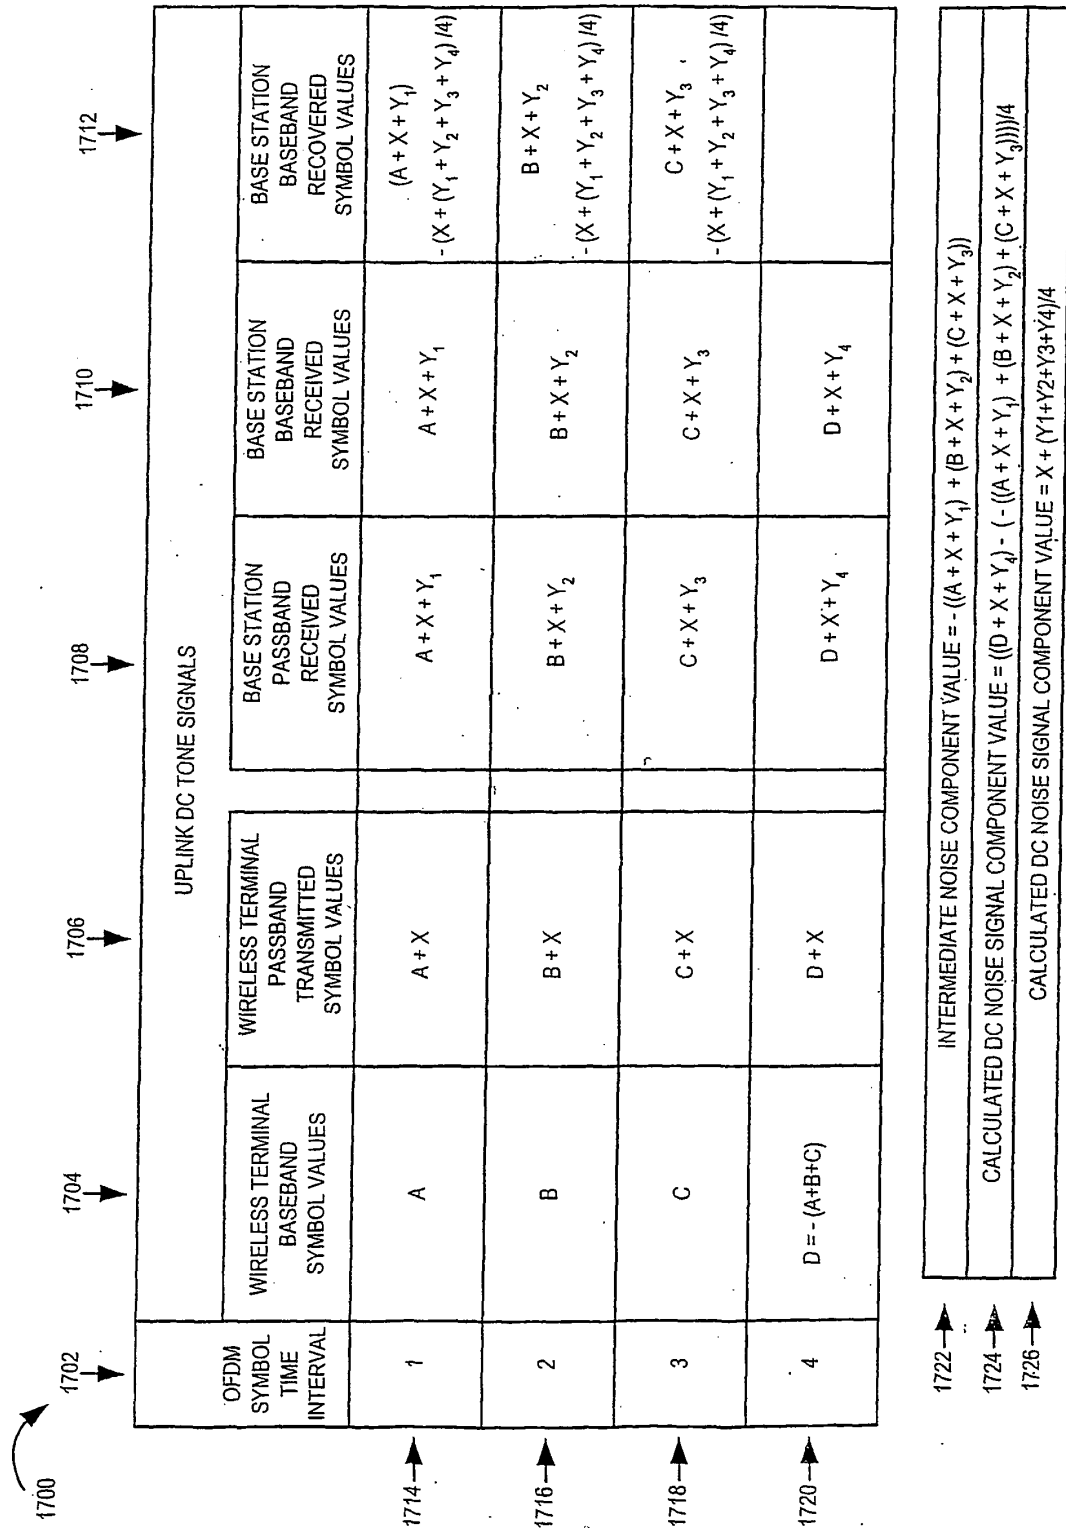 1700
1702
1704
1706
1708
1710
1712
UPLINK DC TONE SIGNALS
OFDM
SYMBOL
TIME
INTERVAL
WIRELESS TERMINAL
BASEBAND
SYMBOL VALUES
WIRELESS TERMINAL
PASSBAND
TRANSMITTED
SYMBOL VALUES
BASE STATION
PASSBAND
RECEIVED
SYMBOL VALUES
BASE STATION
BASEBAND
RECEIVED
SYMBOL VALUES
BASE STATION
BASEBAND
RECOVERED
SYMBOL VALUES
1714
1
A
A + X
A + X + Y₁
A + X + Y₁
(A + X + Y₁)
- (X + (Y₁ + Y₂ + Y₃ + Y₄) /4)
1716
2
B
B + X
B + X + Y₂
B + X + Y₂
B + X + Y₂
- (X + (Y₁ + Y₂ + Y₃ + Y₄) /4)
1718
3
C
C + X
C + X + Y₃
C + X + Y₃
C + X + Y₃
- (X + (Y₁ + Y₂ + Y₃ + Y₄) /4)
1720
4
D = - (A+B+C)
D + X
D + X + Y₄
D + X + Y₄
1722
INTERMEDIATE NOISE COMPONENT VALUE = - ((A + X + Y₁) + (B + X + Y₂) + (C + X + Y₃))
1724
CALCULATED DC NOISE SIGNAL COMPONENT VALUE = ((D + X + Y₄) - ( - ((A + X + Y₁) + (B + X + Y₂) + (C + X + Y₃))))/4
1726
CALCULATED DC NOISE SIGNAL COMPONENT VALUE = X + (Y1+Y2+Y3+Y4)/4